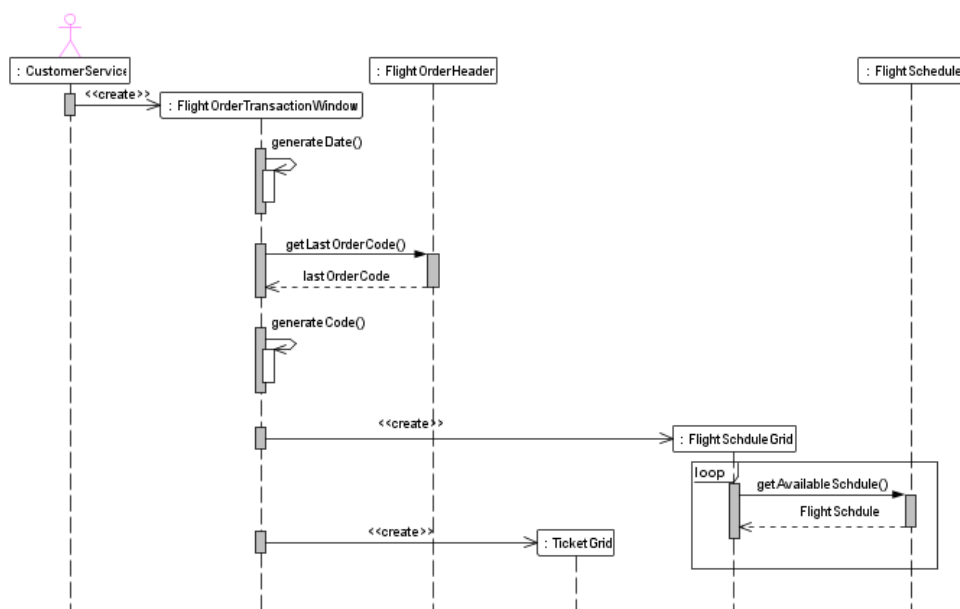 : CustomerService
: FlightOrderHeader
: FlightSchedule
<<create>>
: FlightOrderTransactionWindow
generateDate()
getLastOrderCode()
lastOrderCode
generateCode()
<<create>>
: FlightSchduleGrid
loop
getAvailableSchdule()
FlightSchdule
<<create>>
: TicketGrid